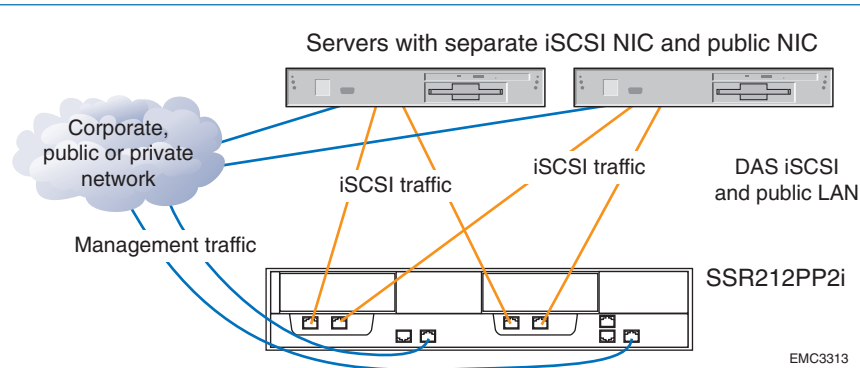 Servers with separate iSCSI NIC and public NIC
Corporate,
public or private
network
iSCSI traffic
iSCSI traffic
DAS iSCSI
and public LAN
Management traffic
SSR212PP2i
EMC3313